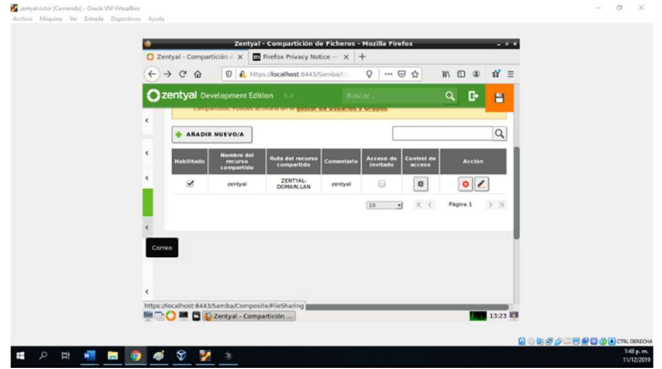 zentyalvictor [Corriendo] - Oracle VM VirtualBox
Archivo Máquina Ver Entrada Dispositivos Ayuda
Zentyal - Compartición de Ficheros - Mozilla Firefox
Zentyal - Compartición
Firefox Privacy Notice —
https://localhost:8443/Samba/C
zentyal Development Edition
Buscar...
gestor de Usuarios y Grupos
AÑADIR NUEVO/A
Habilitado Nombre del recurso compartido Ruta del recurso compartido Comentario Acceso de invitado Control de acceso Acción
zentyal ZENTYAL-DOMAIN.LAN zentyal
10 Página 1
Correo
https://localhost:8443/Samba/Composite/FileSharing
Zentyal - Compartición ...
13:23
CTRL DERECHA
1:48 p. m.
11/12/2019